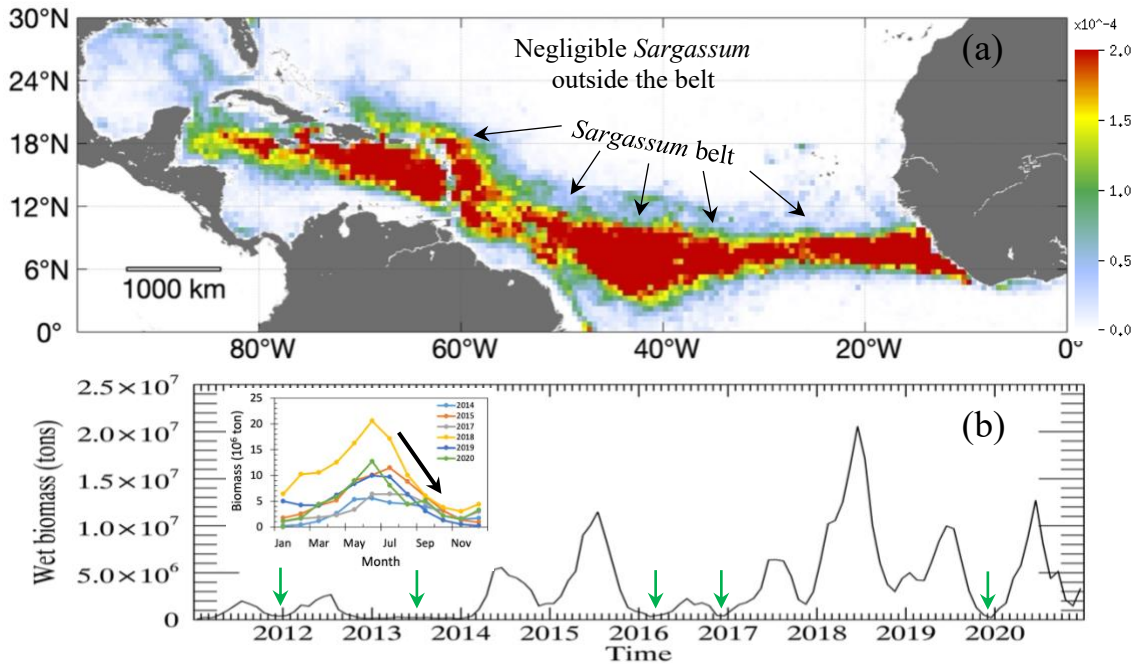 30°N
24°N
18°N
12°N
6°N
0°
80°W
60°W
40°W
20°W
0°
(a)
Negligible Sargassum
outside the belt
Sargassum belt
1000 km
x10^-4
2.0
1.0
0.5
0.0
(b)
Wet biomass (tons)
2.5×10⁷
2.0×10⁷
1.5×10⁷
1.0×10⁷
5.0×10⁶
0
2012 2013 2014 2015 2016 2017 2018 2019 2020
Time
Biomass (10⁶ ton)
25
20
15
10
5
0
Jan Mar May Jul Sep Nov
Month
2014
2015
2017
2018
2019
2020